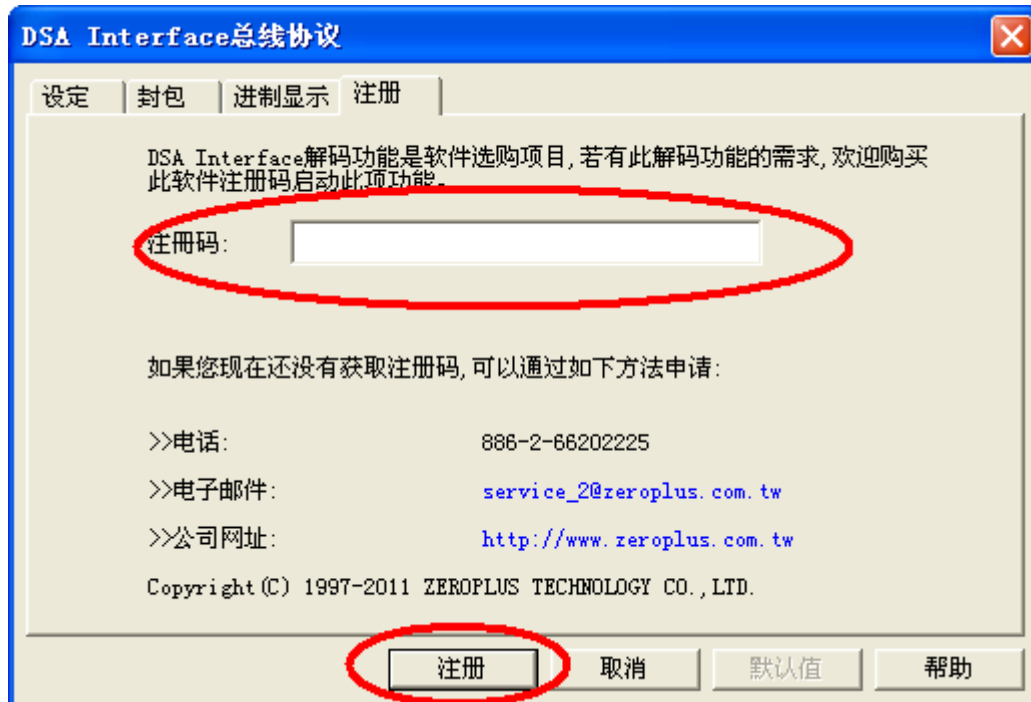 DSA Interface总线协议
设定 封包 进制显示 注册
DSA Interface解码功能是软件选购项目,若有此解码功能的需求,欢迎购买
此软件注册码启动此项功能。
注冊码:
如果您现在还没有获取注册码,可以通过如下方法申请:
>>电话: 886-2-66202225
>>电子邮件: service_2@zeroplus.com.tw
>>公司网址: http://www.zeroplus.com.tw
Copyright(C) 1997-2011 ZEROPLUS TECHNOLOGY CO.,LTD.
注册 取消 默认值 帮助